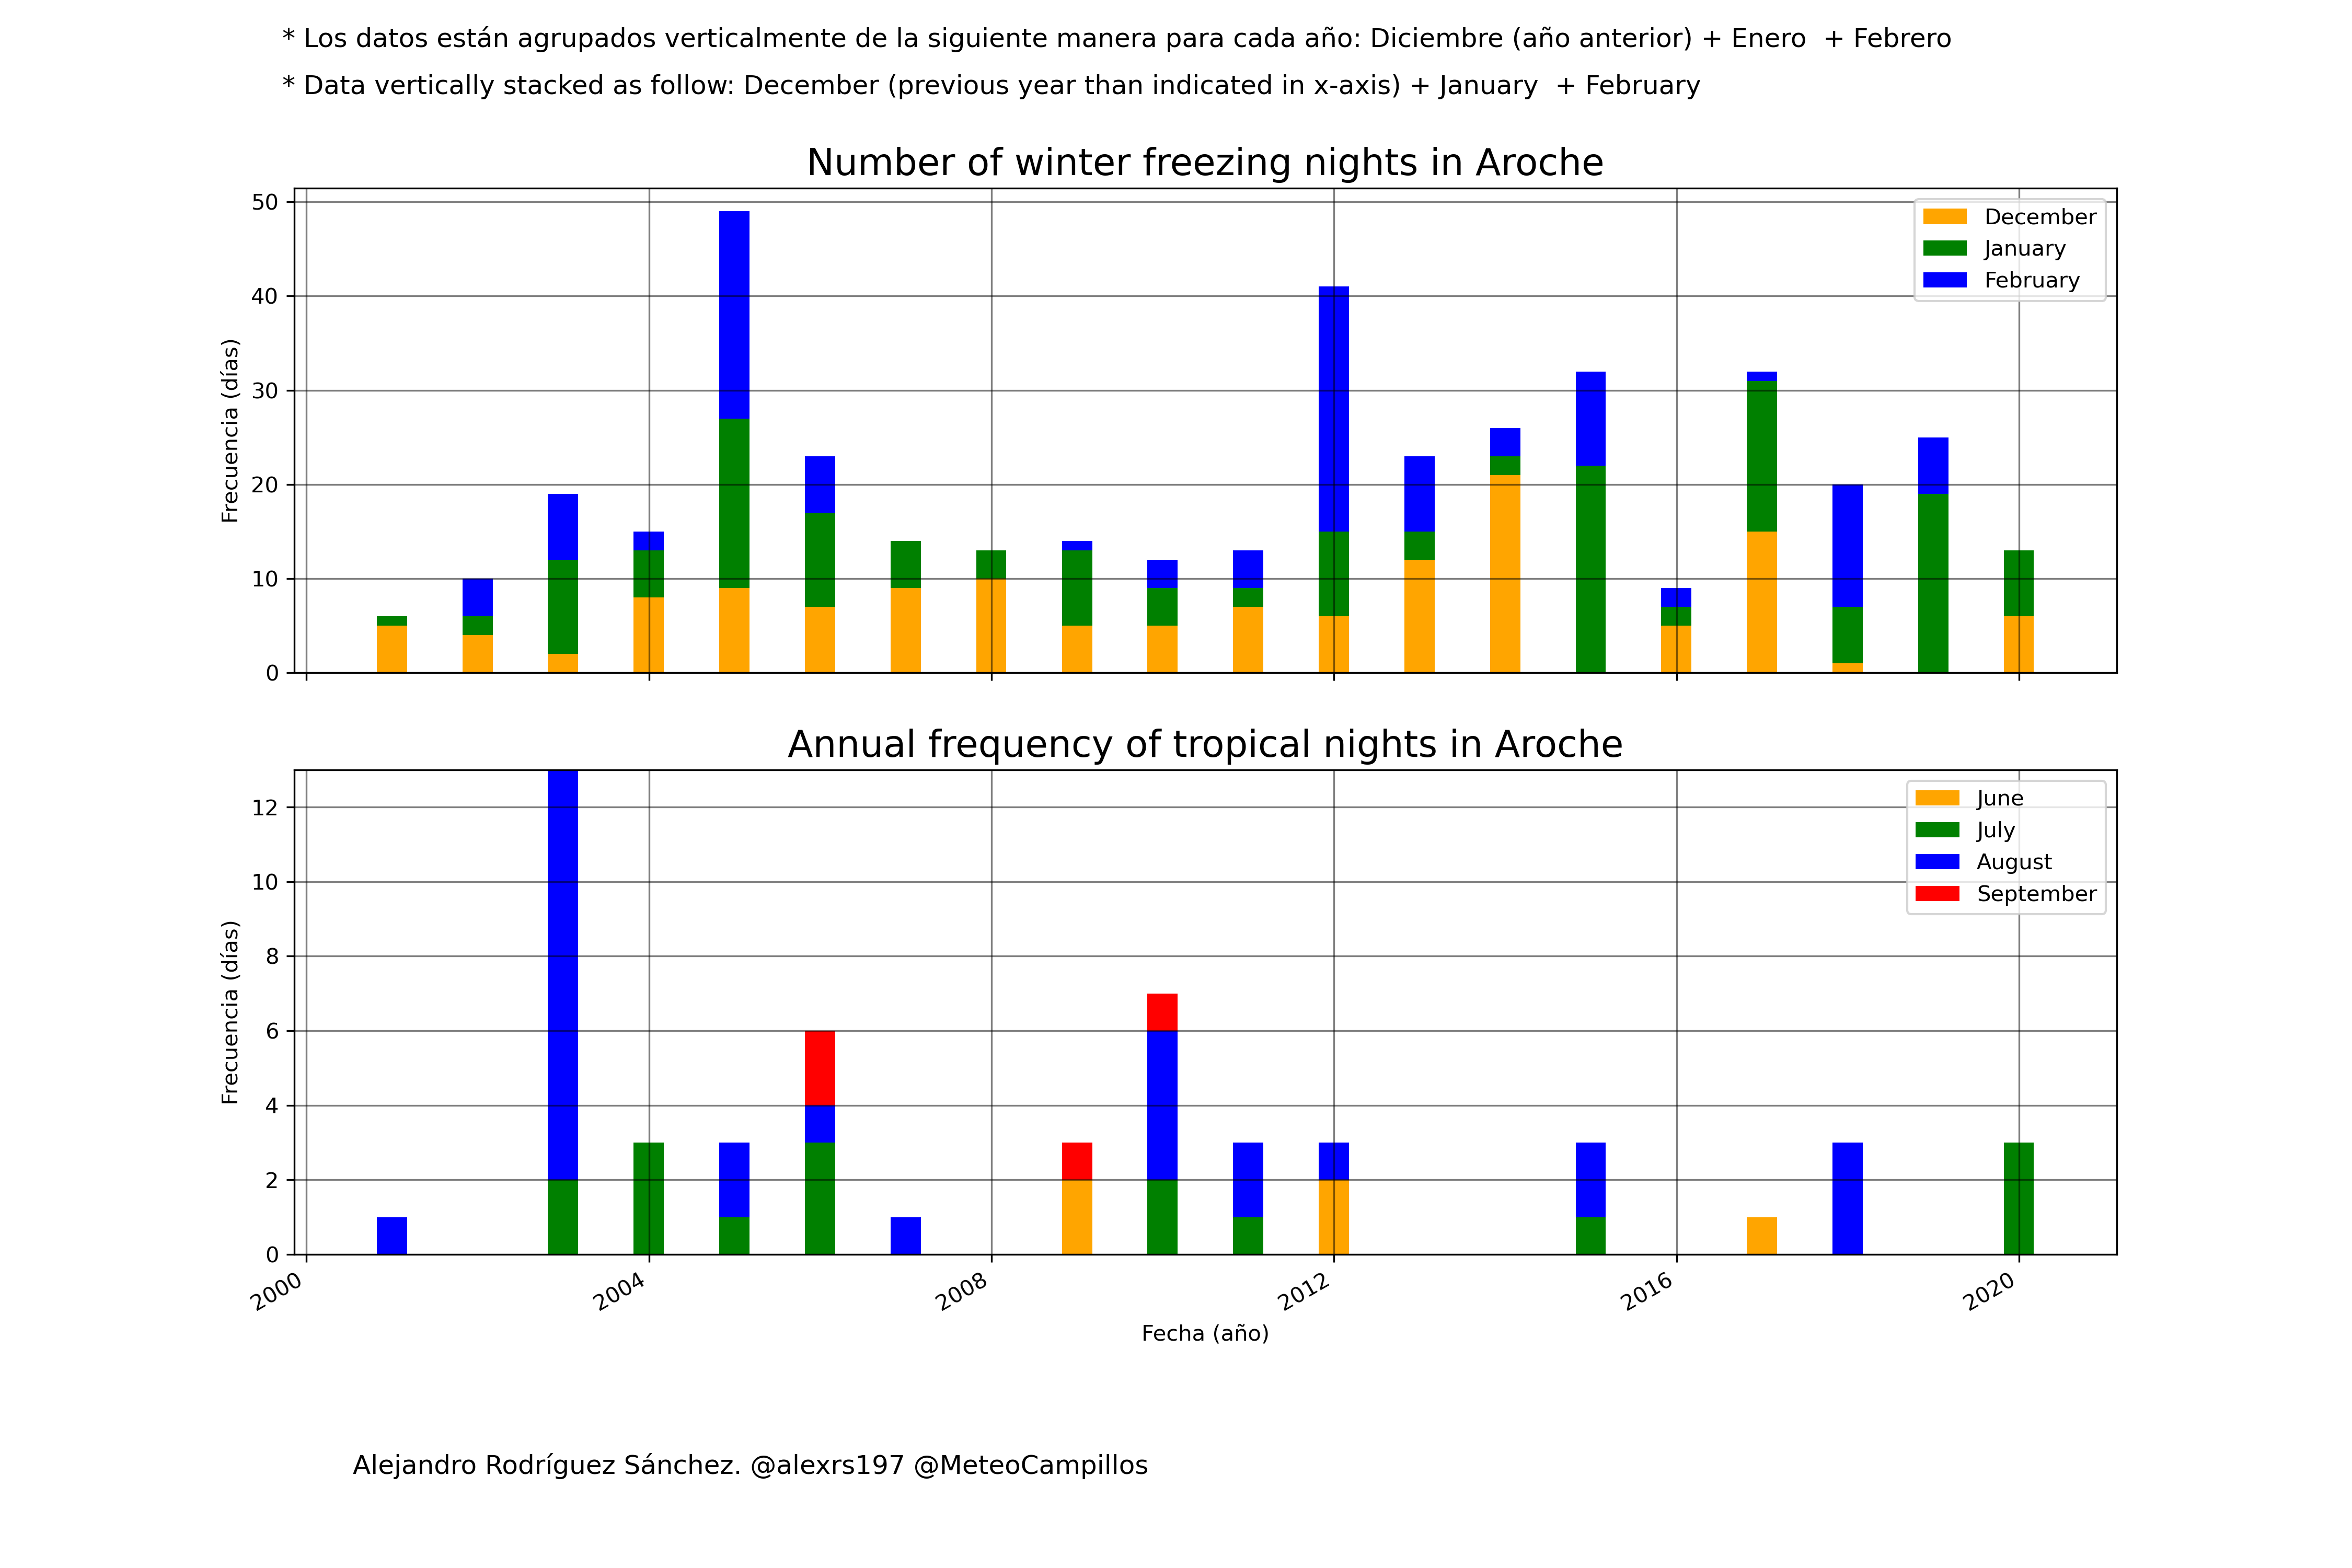 * Los datos están agrupados verticalmente de la siguiente manera para cada año: Diciembre (año anterior) + Enero  + Febrero
* Data vertically stacked as follow: December (previous year than indicated in x-axis) + January  + February
Number of winter freezing nights in Aroche
50
40
30
20
10
0
Frecuencia (días)
December
January
February
Annual frequency of tropical nights in Aroche
12
10
8
6
4
2
0
Frecuencia (días)
June
July
August
September
2000
2004
2008
2012
2016
2020
Fecha (año)
Alejandro Rodríguez Sánchez. @alexrs197 @MeteoCampillos